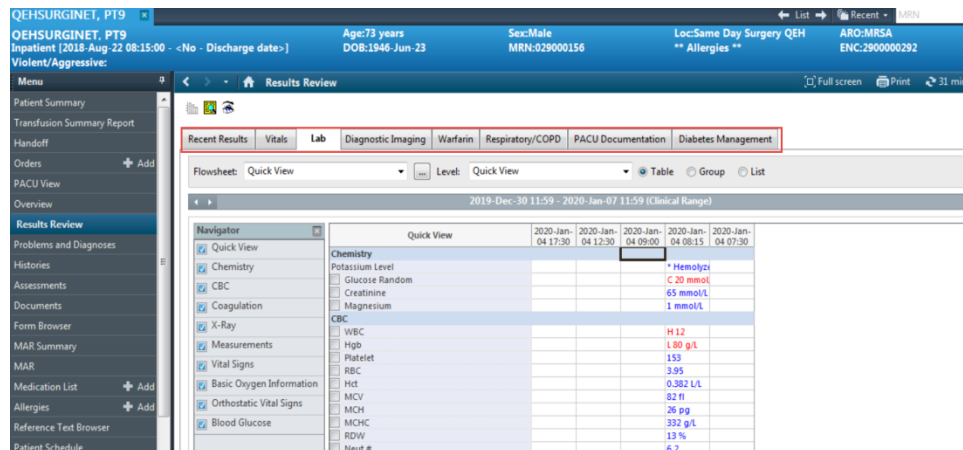 QEHSURGINET, PT9
List
Recent
MRN
QEHSURGINET, PT9 Age:73 years Sex:Male Loc:Same Day Surgery QEH ARO:MRSA
Inpatient [2018-Aug-22 08:15:00 - <No - Discharge date>] DOB:1946-Jun-23 MRN:029000156 ** Allergies ** ENC:2900000292
Violent/Aggressive:
Menu
Results Review
Full screen Print 31 min
Patient Summary
Transfusion Summary Report
Handoff
Orders + Add
PACU View
Overview
Results Review
Problems and Diagnoses
Histories
Assessments
Documents
Form Browser
MAR Summary
MAR
Medication List + Add
Allergies + Add
Reference Text Browser
Patient Schedule
Recent Results Vitals Lab Diagnostic Imaging Warfarin Respiratory/COPD PACU Documentation Diabetes Management
Flowsheet: Quick View ... Level: Quick View Table Group List
2019-Dec-30 11:59 - 2020-Jan-07 11:59 (Clinical Range)
Navigator
Quick View
Chemistry
CBC
Coagulation
X-Ray
Measurements
Vital Signs
Basic Oxygen Information
Orthostatic Vital Signs
Blood Glucose
Quick View 2020-Jan-04 17:30 2020-Jan-04 12:30 2020-Jan-04 09:00 2020-Jan-04 08:15 2020-Jan-04 07:30
Chemistry
Potassium Level * Hemolyz
Glucose Random C 20 mmol
Creatinine 65 mmol/L
Magnesium 1 mmol/L
CBC
WBC H 12
Hgb L 80 g/L
Platelet 153
RBC 3.95
Hct 0.382 L/L
MCV 82 fl
MCH 26 pg
MCHC 332 g/L
RDW 13 %
Neut # 6.2